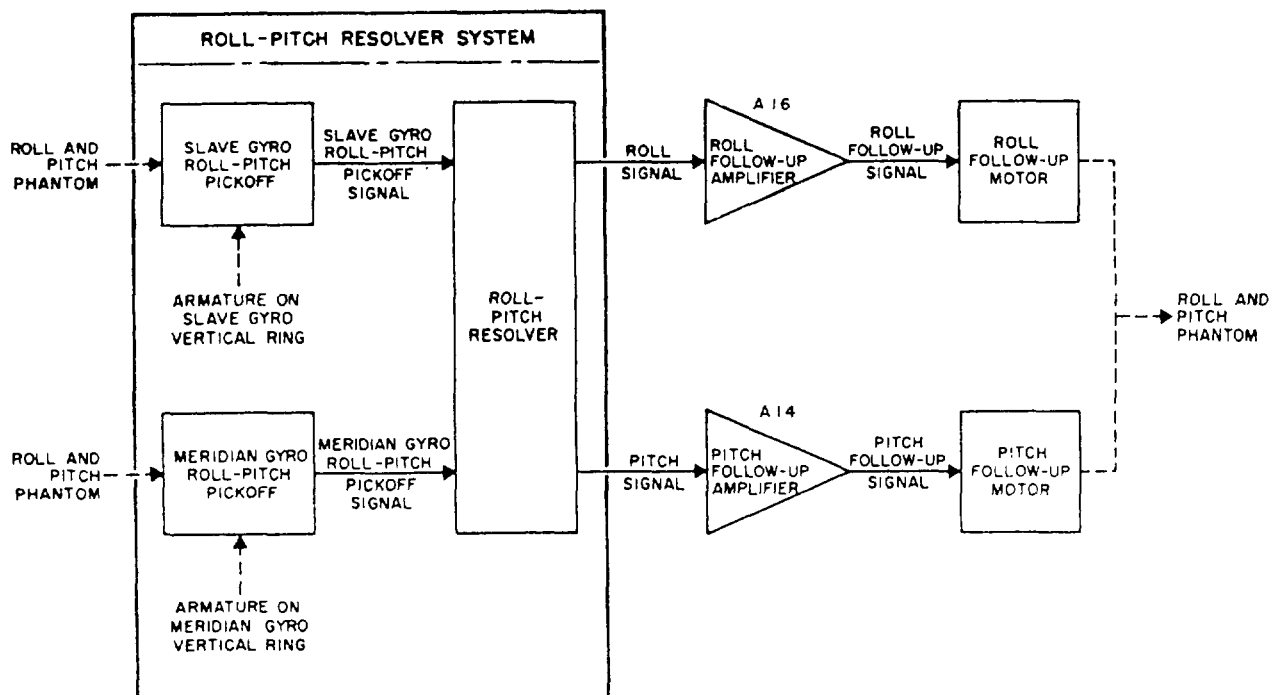 ROLL-PITCH RESOLVER SYSTEM
ROLL AND
PITCH
PHANTOM
SLAVE GYRO
ROLL-PITCH
PICKOFF
SLAVE GYRO
ROLL-PITCH
PICKOFF
SIGNAL
ARMATURE ON
SLAVE GYRO
VERTICAL RING
ROLL-
PITCH
RESOLVER
ROLL
SIGNAL
A16
ROLL
FOLLOW-UP
AMPLIFIER
ROLL
FOLLOW-UP
SIGNAL
ROLL
FOLLOW-UP
MOTOR
ROLL AND
PITCH
PHANTOM
ROLL AND
PITCH
PHANTOM
MERIDIAN GYRO
ROLL-PITCH
PICKOFF
MERIDIAN GYRO
ROLL-PITCH
PICKOFF
SIGNAL
ARMATURE ON
MERIDIAN GYRO
VERTICAL RING
PITCH
SIGNAL
A14
PITCH
FOLLOW-UP
AMPLIFIER
PITCH
FOLLOW-UP
SIGNAL
PITCH
FOLLOW-UP
MOTOR